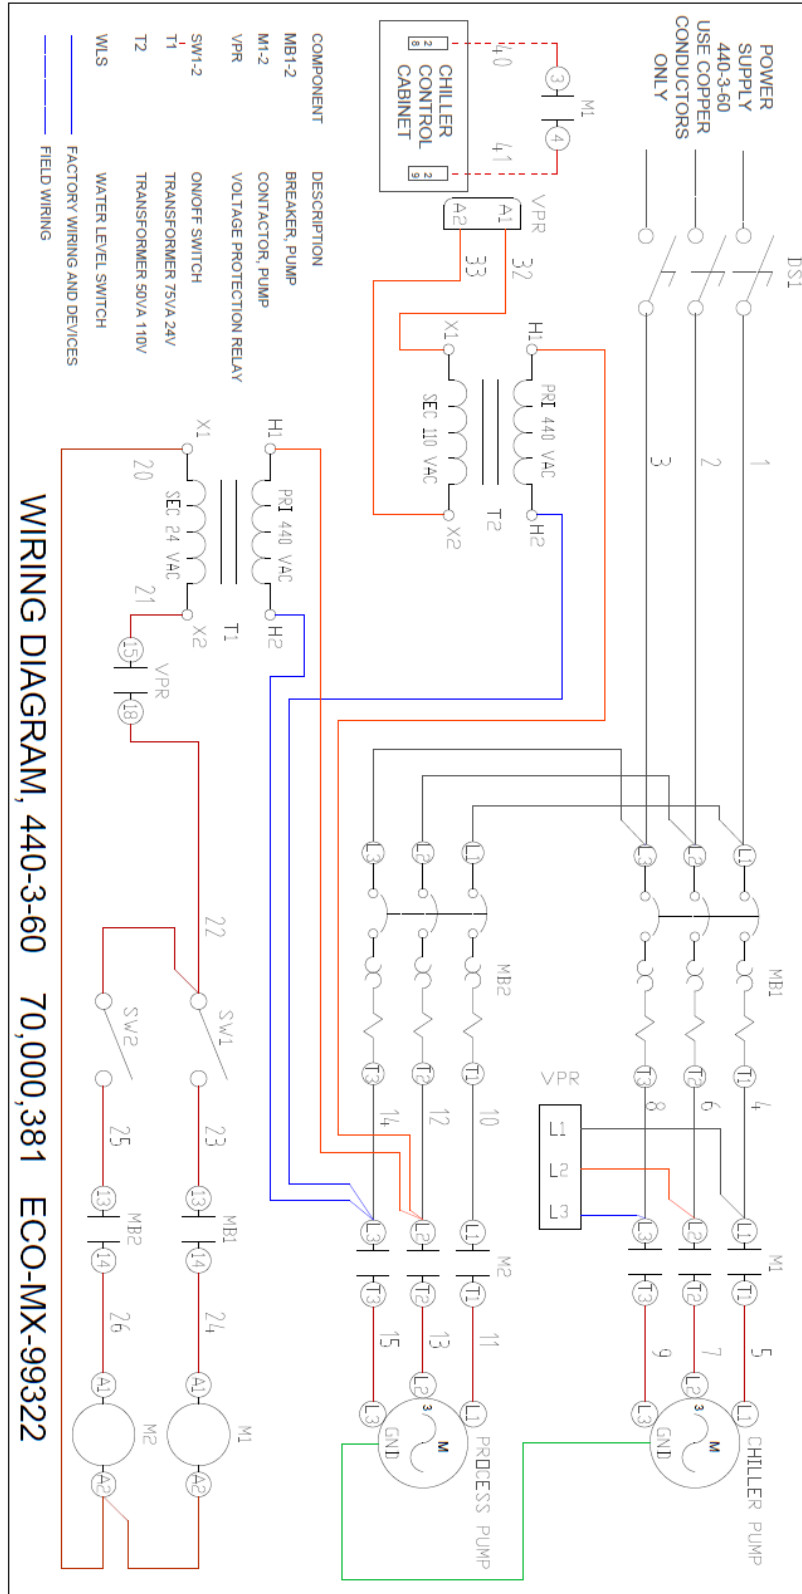 POWER
SUPPLY
440-3-60
USE COPPER
CONDUCTORS
ONLY
DS1
1
2
3
L1
L2
L3
MB1
T1
T2
T3
4
6
8
M1
L1
L2
L3
T1
T2
T3
5
7
9
L1
L2
L3
3
M
GND
CHILLER PUMP
VPR
L1
L2
L3
L1
L2
L3
MB2
T1
T2
T3
10
12
14
M2
L1
L2
L3
T1
T2
T3
11
13
15
L1
L2
L3
3
M
GND
PROCESS PUMP
M1
3
4
40
41
2
8
2
9
CHILLER
CONTROL
CABINET
VPR
A1
A2
32
33
H1
PRI 440 VAC
H2
X1
SEC 110 VAC
X2
T2
H1
PRI 440 VAC
H2
X1
SEC 24 VAC
X2
T1
20
21
15
VPR
18
22
SW1
23
13
MB1
14
24
A1
M1
A2
SW2
25
13
MB2
14
26
A1
M2
A2
COMPONENT DESCRIPTION
MB1-2 BREAKER, PUMP
M1-2 CONTACTOR, PUMP
VPR VOLTAGE PROTECTION RELAY
SW1-2 ON/OFF SWITCH
T1 TRANSFORMER 75VA 24V
T2 TRANSFORMER 50VA 110V
WLS WATER LEVEL SWITCH
FACTORY WIRING AND DEVICES
FIELD WIRING
WIRING DIAGRAM, 440-3-60 70,000,381 ECO-MX-99322